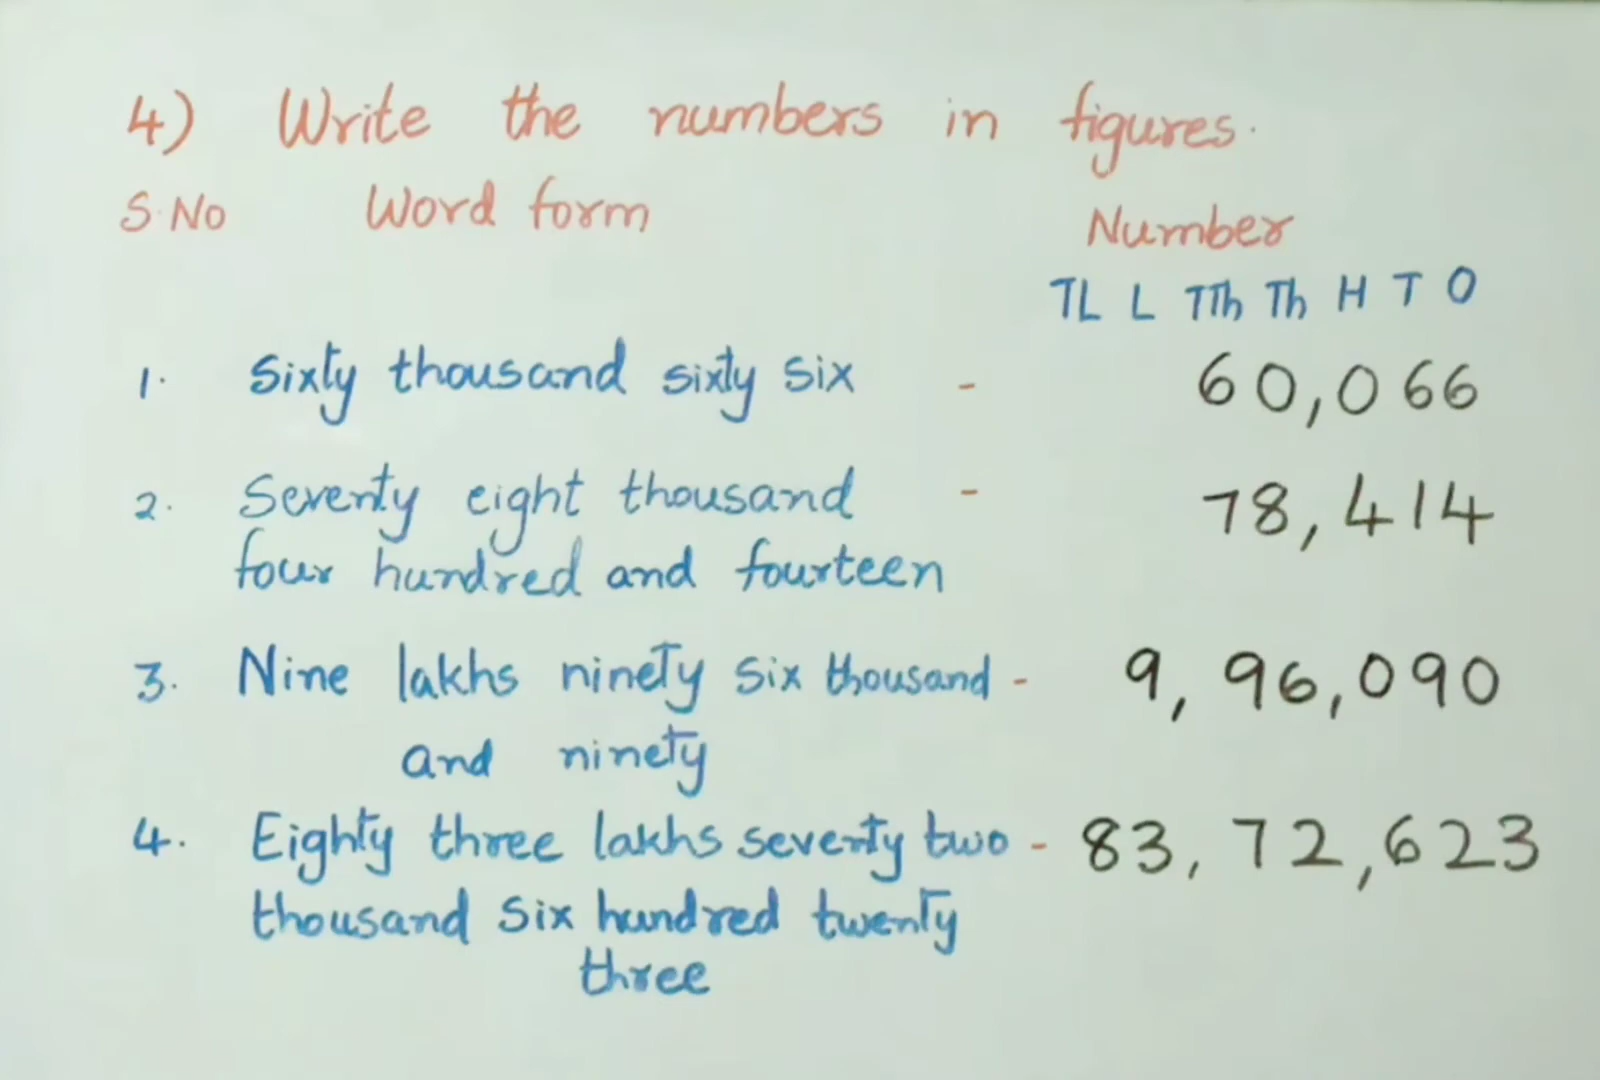 4) Write the numbers in figures.
S.No Word form Number
TL L TTh Th H T O
1. Sixty thousand sixty six - 60,066
2. Seventy eight thousand - 78,414
four hundred and fourteen
3. Nine lakhs ninety six thousand - 9,96,090
and ninety
4. Eighty three lakhs seventy two - 83,72,623
thousand six hundred twenty
three